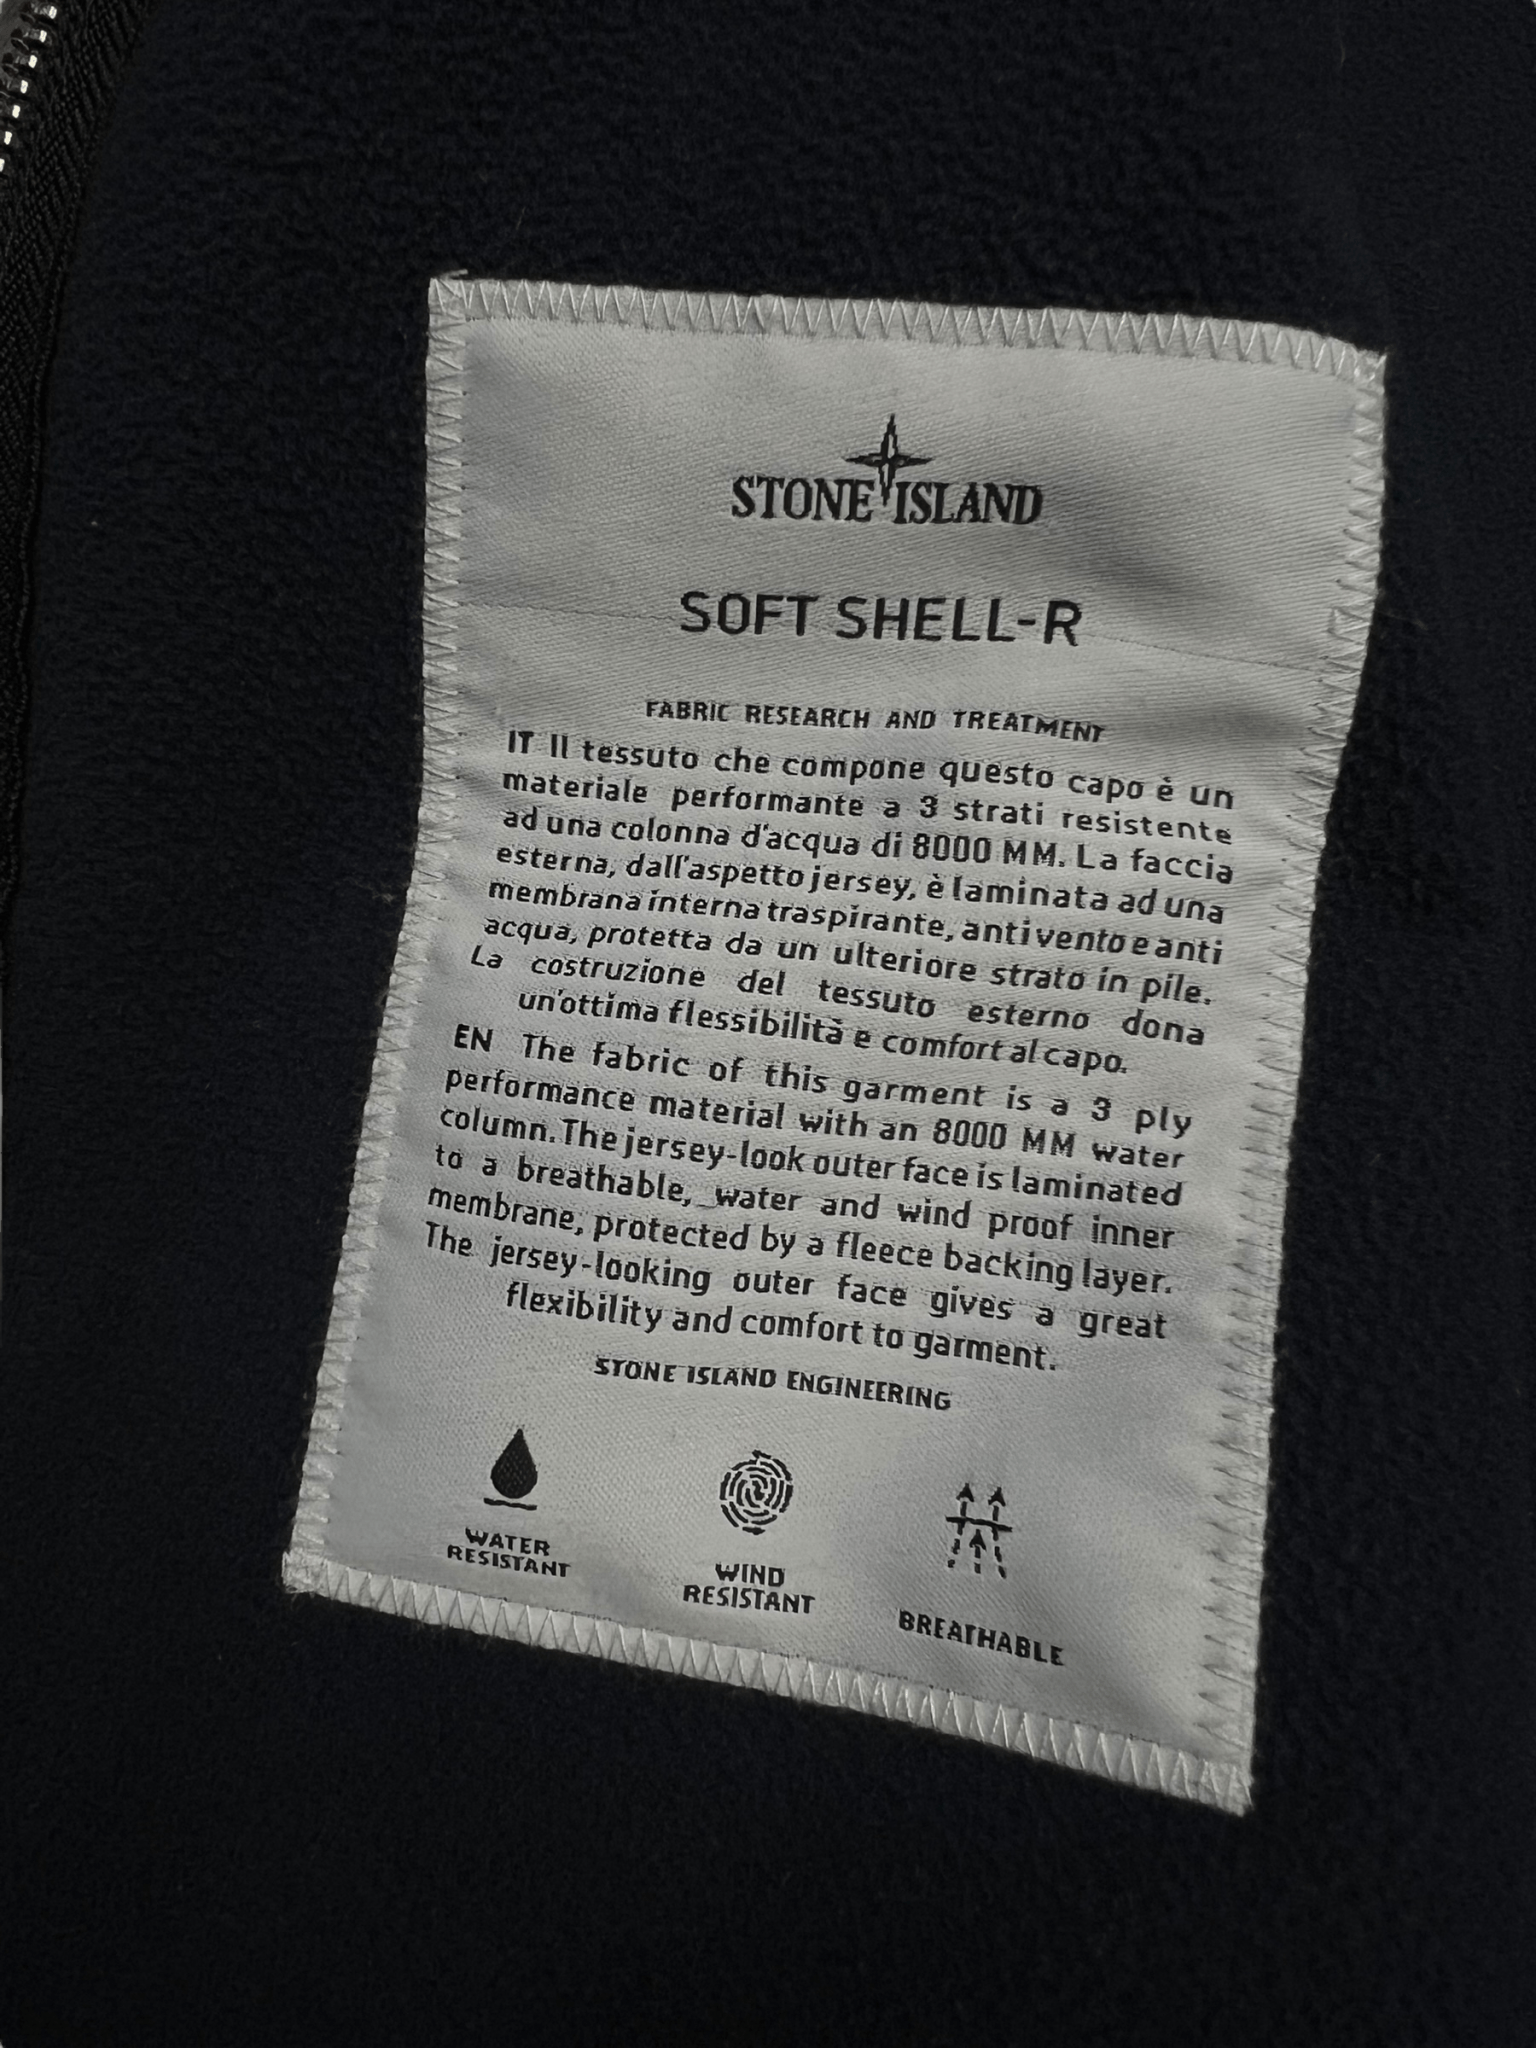 STONE ISLAND
SOFT SHELL-R
FABRIC RESEARCH AND TREATMENT
IT Il tessuto che compone questo capo è un
materiale performante a 3 strati resistente
ad una colonna d'acqua di 8000 MM. La faccia
esterna, dall'aspetto jersey, è laminata ad una
membrana interna traspirante, antivento e anti
acqua, protetta da un ulteriore strato in pile.
La costruzione del tessuto esterno dona
un'ottima flessibilità e comfort al capo.
EN The fabric of this garment is a 3 ply
performance material with an 8000 MM water
column. The jersey-look outer face is laminated
to a breathable, water and wind proof inner
membrane, protected by a fleece backing layer.
The jersey-looking outer face gives a great
flexibility and comfort to garment.
STONE ISLAND ENGINEERING
WATER
RESISTANT
WIND
RESISTANT
BREATHABLE